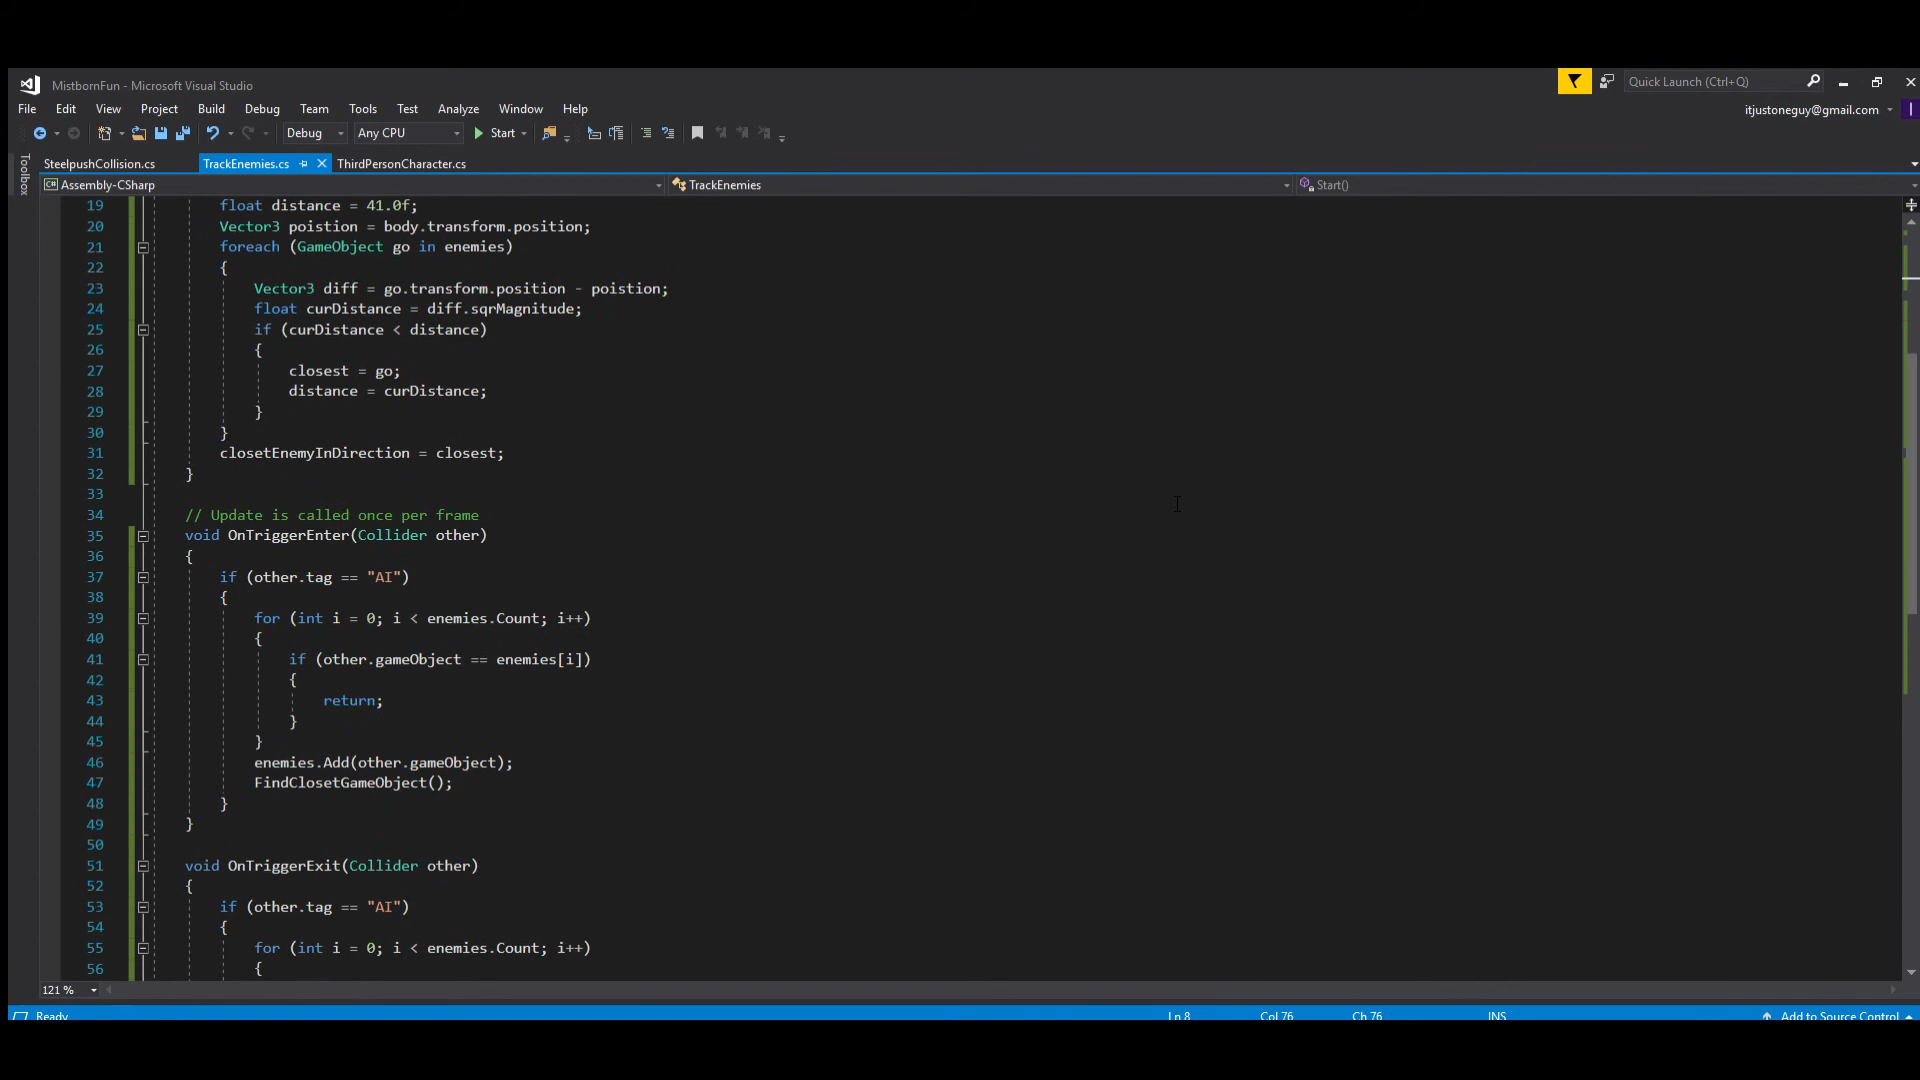 MistbornFun - Microsoft Visual Studio
Quick Launch (Ctrl+Q)
File Edit View Project Build Debug Team Tools Test Analyze Window Help
itjustoneguy@gmail.com
Debug Any CPU Start
Toolbox
SteelpushCollision.cs TrackEnemies.cs ThirdPersonCharacter.cs
C# Assembly-CSharp TrackEnemies Start()
19 float distance = 41.0f;
20 Vector3 poistion = body.transform.position;
21 foreach (GameObject go in enemies)
22 {
23 Vector3 diff = go.transform.position - poistion;
24 float curDistance = diff.sqrMagnitude;
25 if (curDistance < distance)
26 {
27 closest = go;
28 distance = curDistance;
29 }
30 }
31 closetEnemyInDirection = closest;
32 }
33
34 // Update is called once per frame
35 void OnTriggerEnter(Collider other)
36 {
37 if (other.tag == "AI")
38 {
39 for (int i = 0; i < enemies.Count; i++)
40 {
41 if (other.gameObject == enemies[i])
42 {
43 return;
44 }
45 }
46 enemies.Add(other.gameObject);
47 FindClosetGameObject();
48 }
49 }
50
51 void OnTriggerExit(Collider other)
52 {
53 if (other.tag == "AI")
54 {
55 for (int i = 0; i < enemies.Count; i++)
56 {
121 %
Ready Ln 8 Col 76 Ch 76 INS Add to Source Control